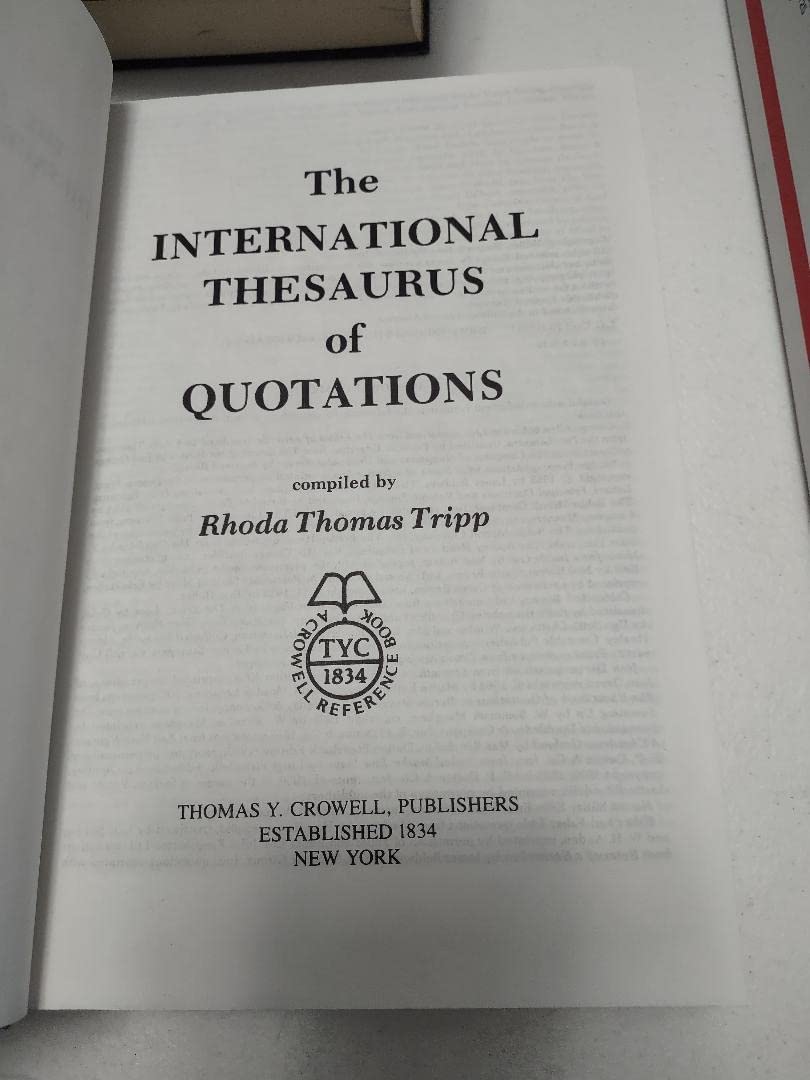 The
INTERNATIONAL
THESAURUS
of
QUOTATIONS
compiled by
Rhoda Thomas Tripp
A CROWELL REFERENCE BOOK
TYC
1834
THOMAS Y. CROWELL, PUBLISHERS
ESTABLISHED 1834
NEW YORK